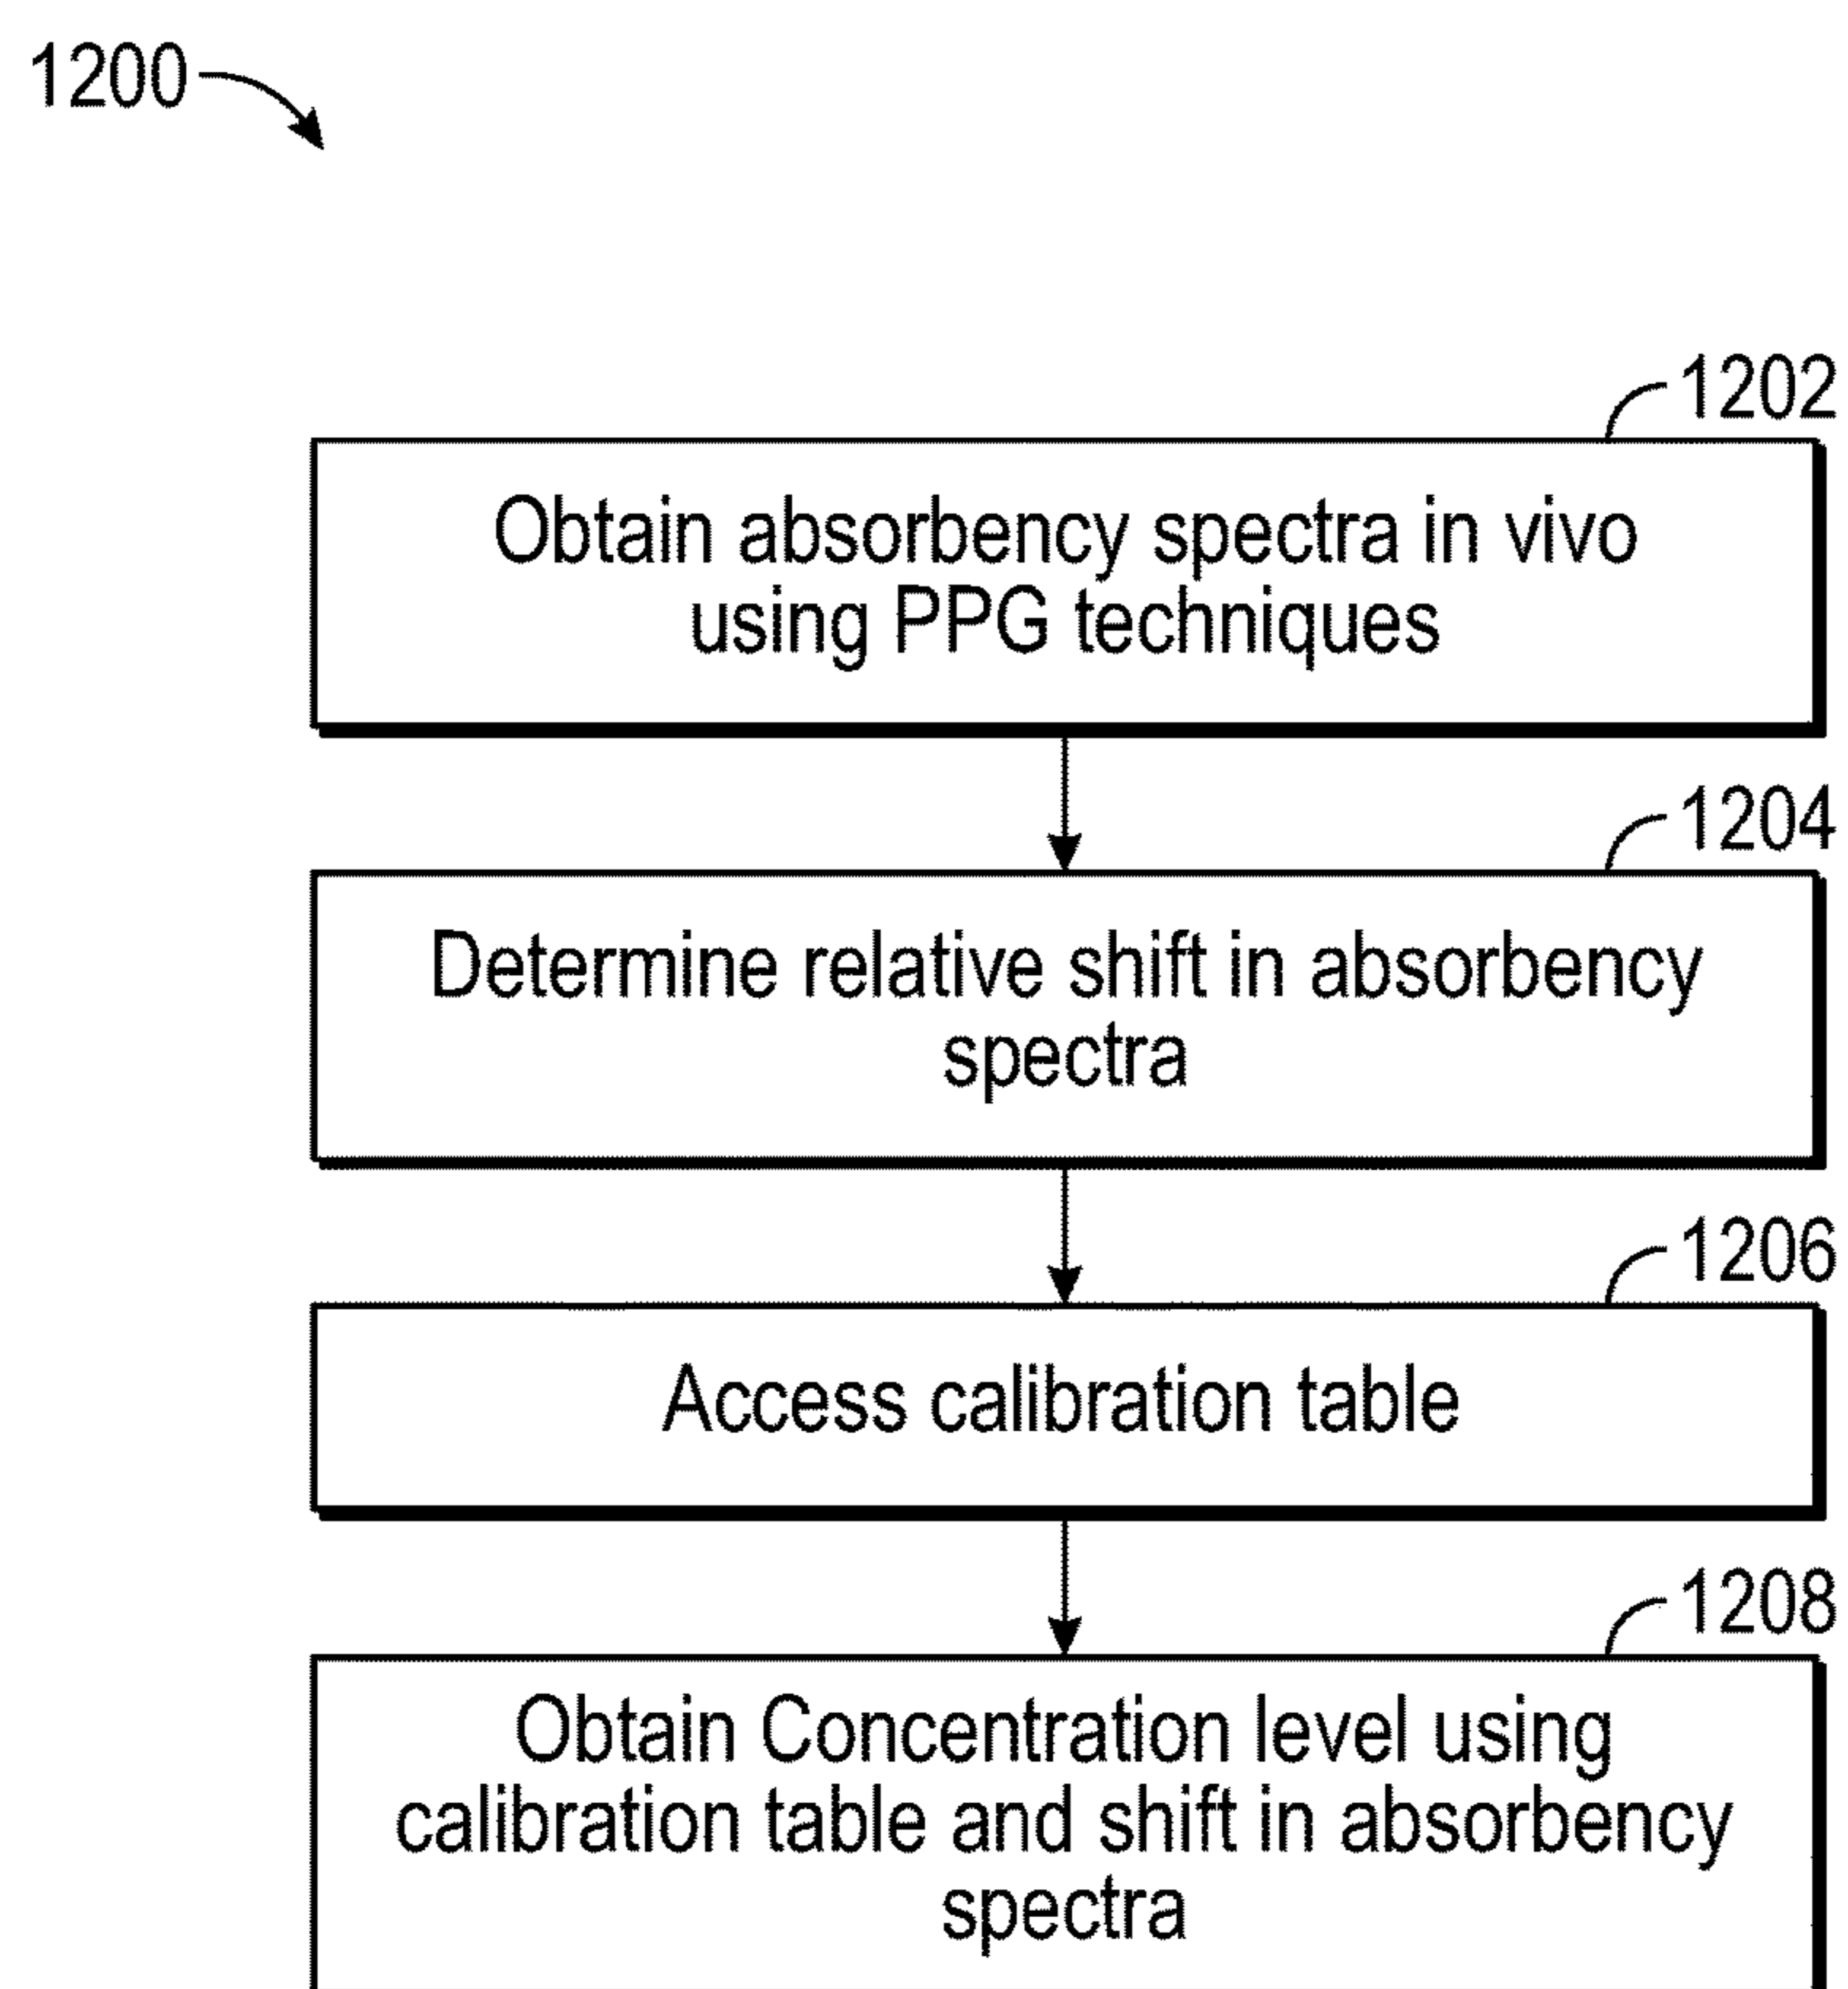 1200
1202
Obtain absorbency spectra in vivo
using PPG techniques
1204
Determine relative shift in absorbency
spectra
1206
Access calibration table
1208
Obtain Concentration level using
calibration table and shift in absorbency
spectra